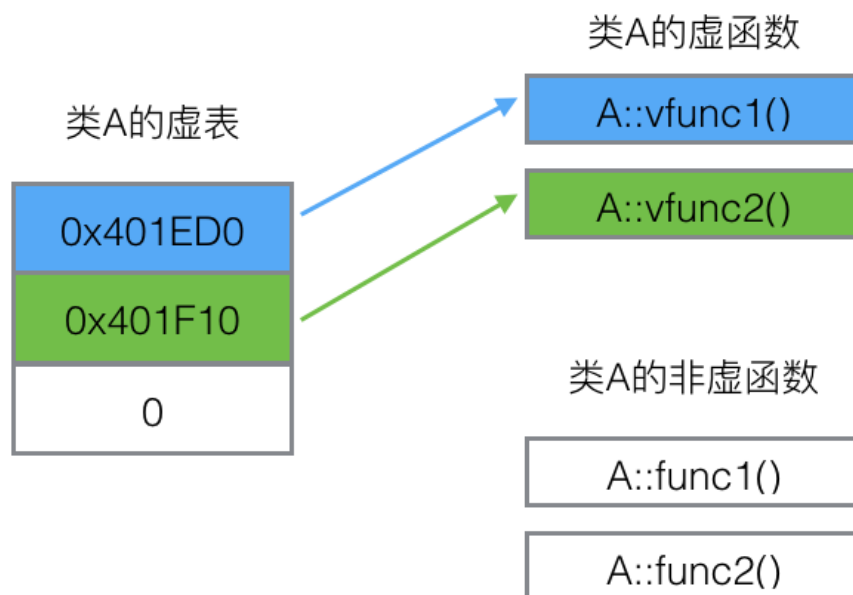 类A的虚函数
A::vfunc1()
类A的虚表
A::vfunc2()
0x401ED0
0x401F10
类A的非虚函数
0
A::func1()
A::func2()